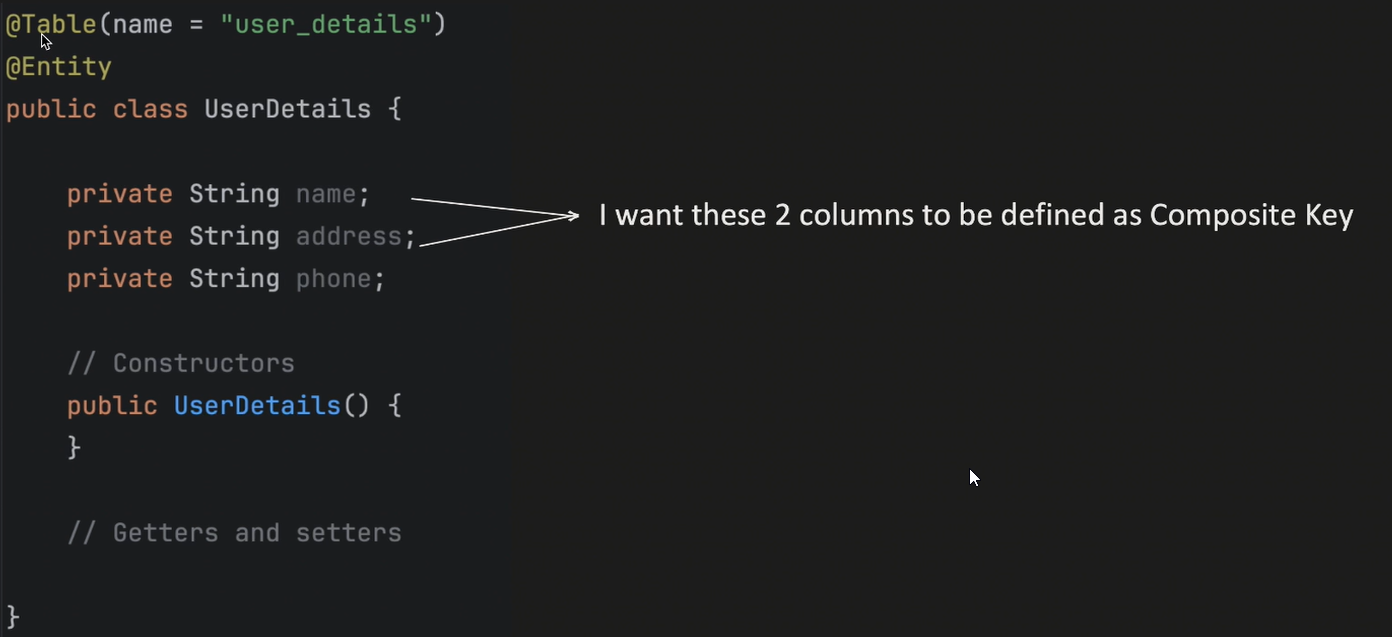 @Table(name = "user_details")
@Entity
public class UserDetails {
private String name;
private String address;
private String phone;
I want these 2 columns to be defined as Composite Key
// Constructors
public UserDetails() {
}
// Getters and setters
}